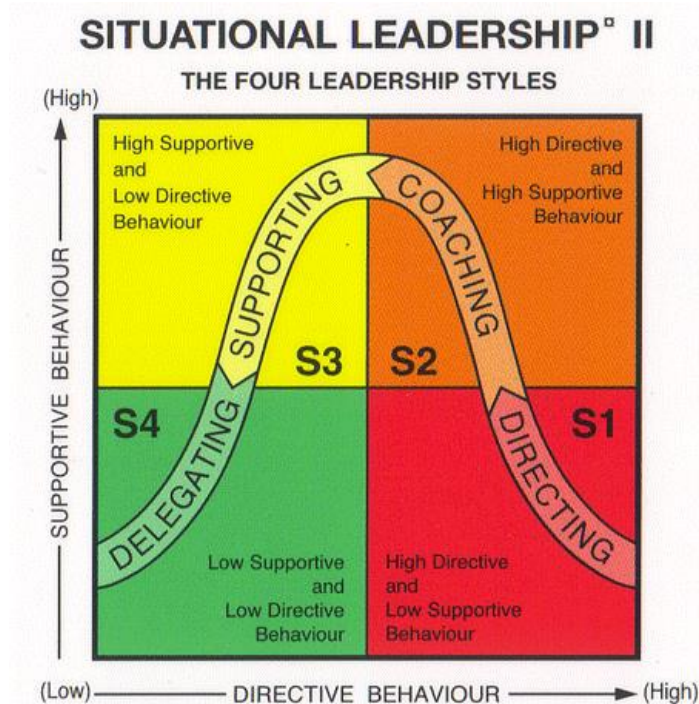 SITUATIONAL LEADERSHIP° II
THE FOUR LEADERSHIP STYLES
(High)
High Supportive
and
Low Directive
Behaviour
High Directive
and
High Supportive
Behaviour
SUPPORTING
COACHING
S3
S2
S4
S1
DELEGATING
DIRECTING
Low Supportive
and
Low Directive
Behaviour
High Directive
and
Low Supportive
Behaviour
SUPPORTIVE BEHAVIOUR
(Low)
DIRECTIVE BEHAVIOUR
(High)